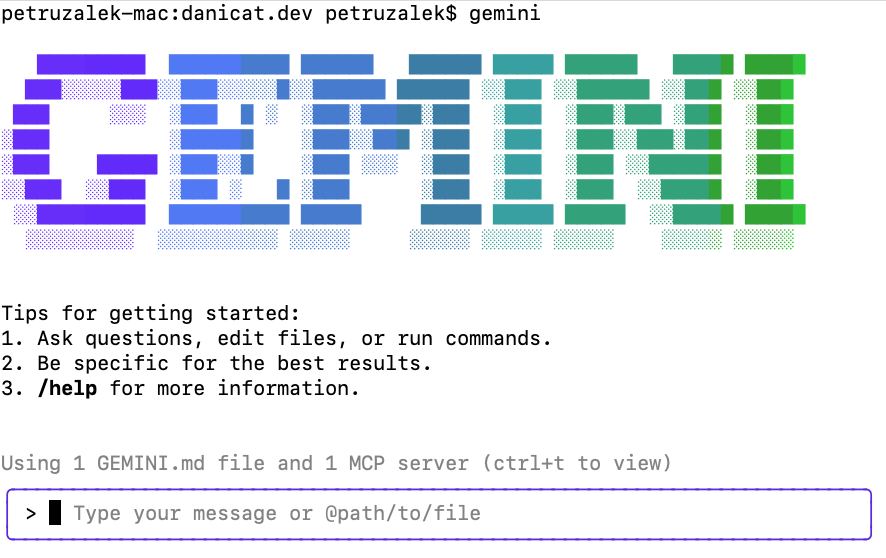 petruzalek-mac:danicat.dev petruzalek$ gemini
GEMINI
Tips for getting started:
1. Ask questions, edit files, or run commands.
2. Be specific for the best results.
3. /help for more information.
Using 1 GEMINI.md file and 1 MCP server (ctrl+t to view)
> Type your message or @path/to/file